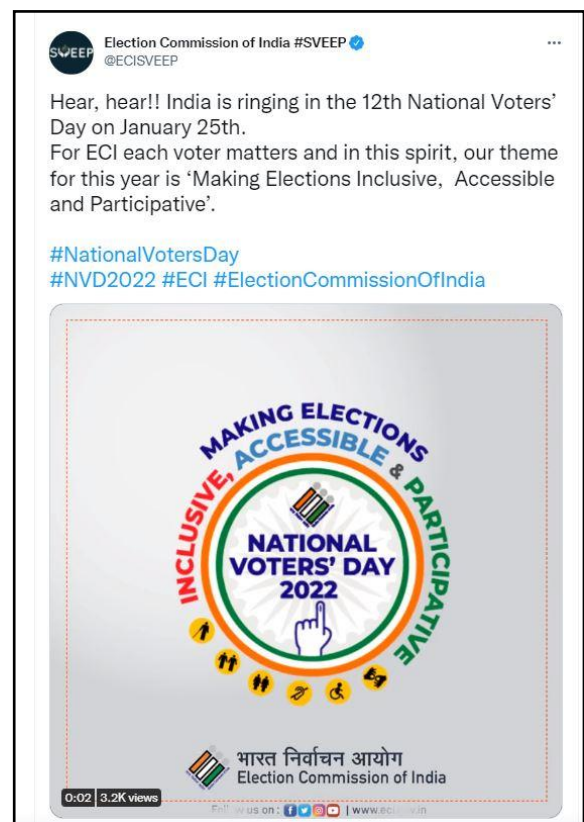 SVEEP
Election Commission of India #SVEEP
@ECISVEEP
Hear, hear!! India is ringing in the 12th National Voters’
Day on January 25th.
For ECI each voter matters and in this spirit, our theme
for this year is ‘Making Elections Inclusive,  Accessible
and Participative’.
#NationalVotersDay
#NVD2022 #ECI #ElectionCommissionOfIndia
MAKING ELECTIONS
INCLUSIVE, ACCESSIBLE & PARTICIPATIVE
NATIONAL
VOTERS’ DAY
2022
भारत निर्वाचन आयोग
Election Commission of India
0:02 3.2K views
us on :